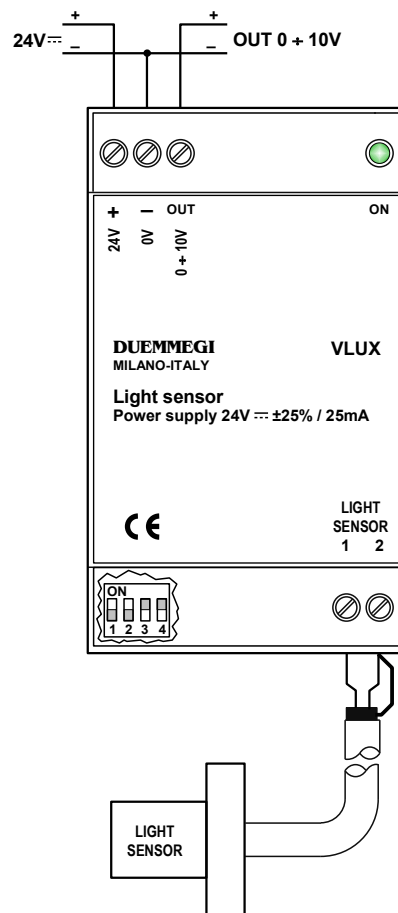 + +
24V⎓ – – OUT 0 ÷ 10V
+ – OUT ON
24V 0V 0 ÷ 10V
DUEMMEGI VLUX
MILANO-ITALY
Light sensor
Power supply 24V ⎓ ±25% / 25mA
CE
LIGHT
SENSOR
1 2
ON
1 2 3 4
LIGHT
SENSOR